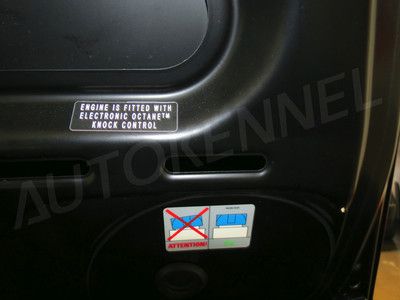 ENGINE IS FITTED WITH
ELECTRONIC OCTANE™
KNOCK CONTROL
AUTOKENNEL
ATTENTION!